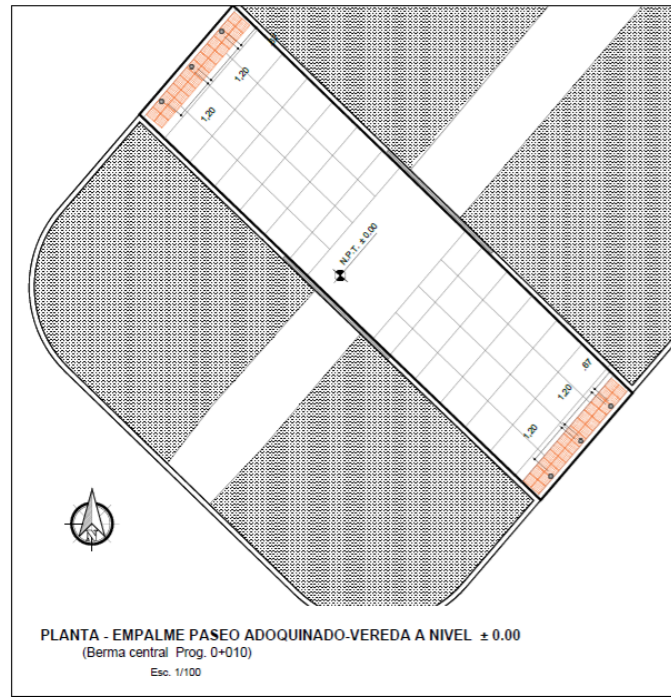 1,20
1,20
N.P.T. ± 0.00
.67
1,20
1,20
N
PLANTA - EMPALME PASEO ADOQUINADO-VEREDA A NIVEL ± 0.00
(Berma central Prog. 0+010)
Esc. 1/100